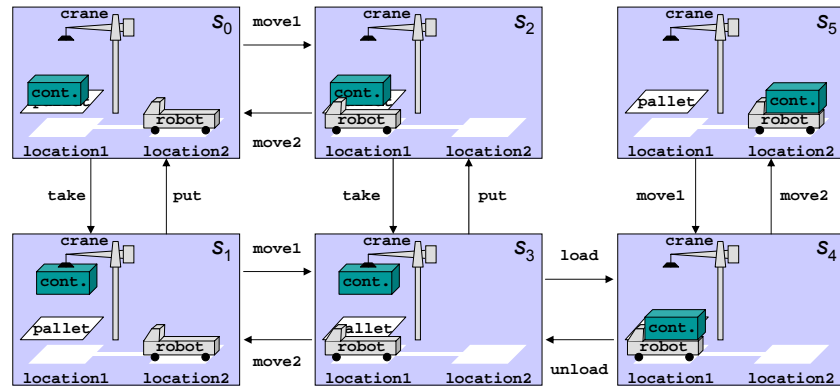 crane
S0
move1
crane
S2
crane
S5
cont.
cont.
pallet
cont.
robot
robot
robot
move2
location1 location2
location1 location2
location1 location2
take
put
take
put
move1
move2
crane
S1
move1
crane
S3
load
crane
S4
cont.
cont.
pallet
allet
cont.
robot
robot
robot
move2
unload
location1 location2
location1 location2
location1 location2